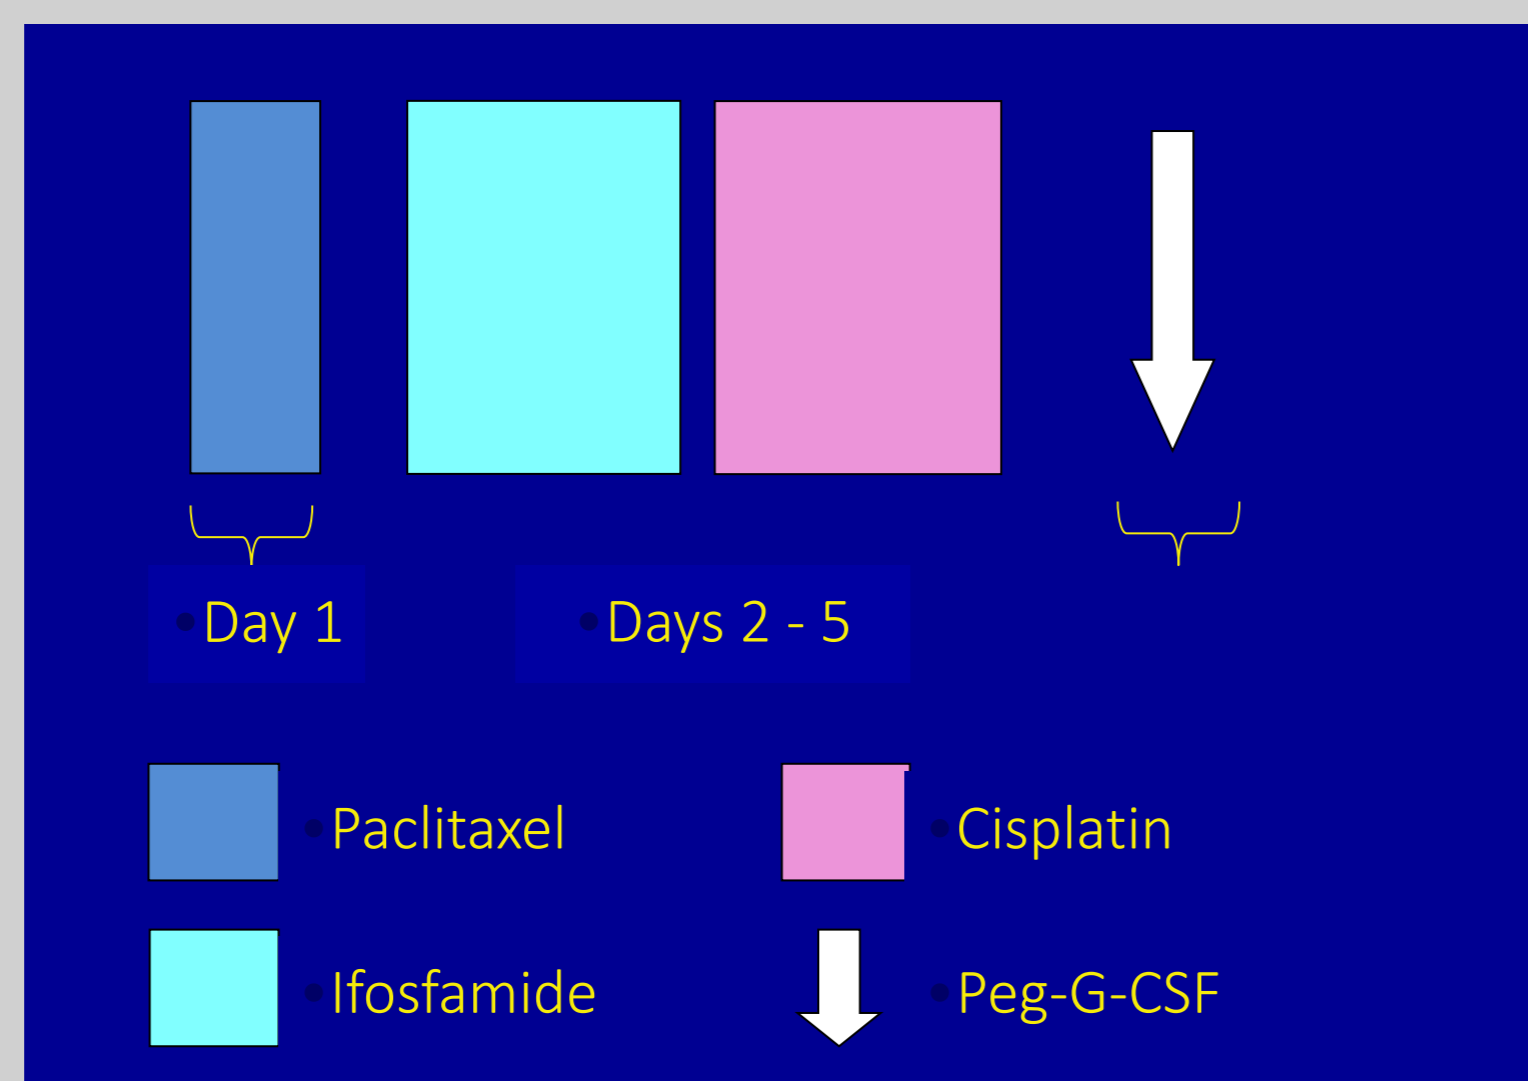 • Day 1
• Days 2 - 5
• Paclitaxel
• Cisplatin
• Ifosfamide
• Peg-G-CSF